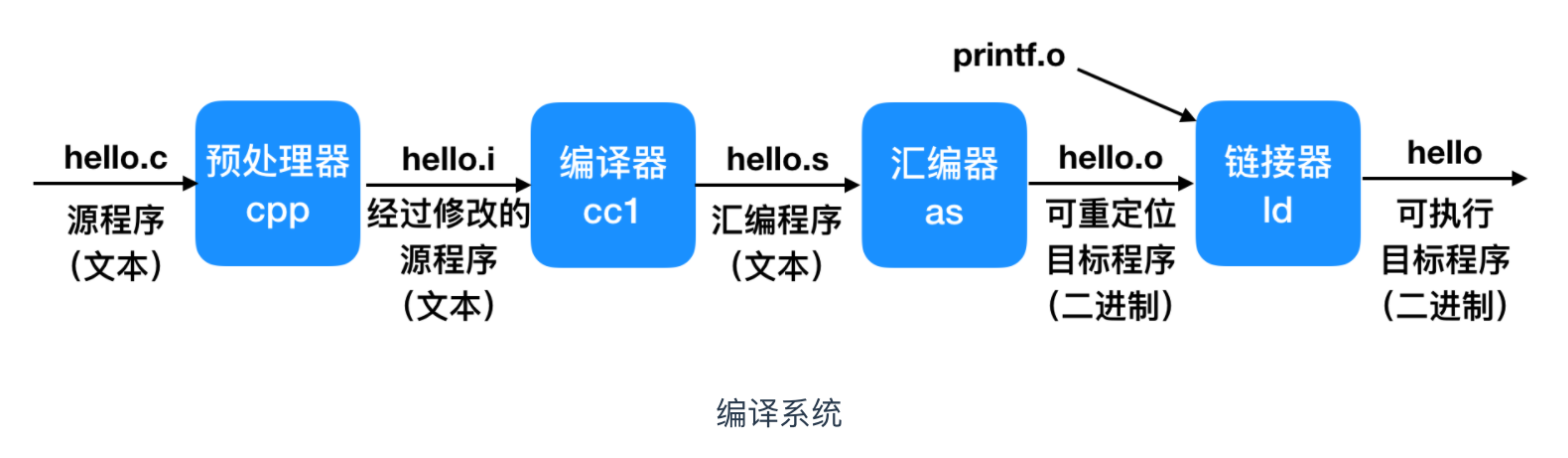 printf.o
hello.c
源程序
（文本）
预处理器
cpp
hello.i
经过修改的
源程序
（文本）
编译器
cc1
hello.s
汇编程序
（文本）
汇编器
as
hello.o
可重定位
目标程序
（二进制）
链接器
ld
hello
可执行
目标程序
（二进制）
编译系统